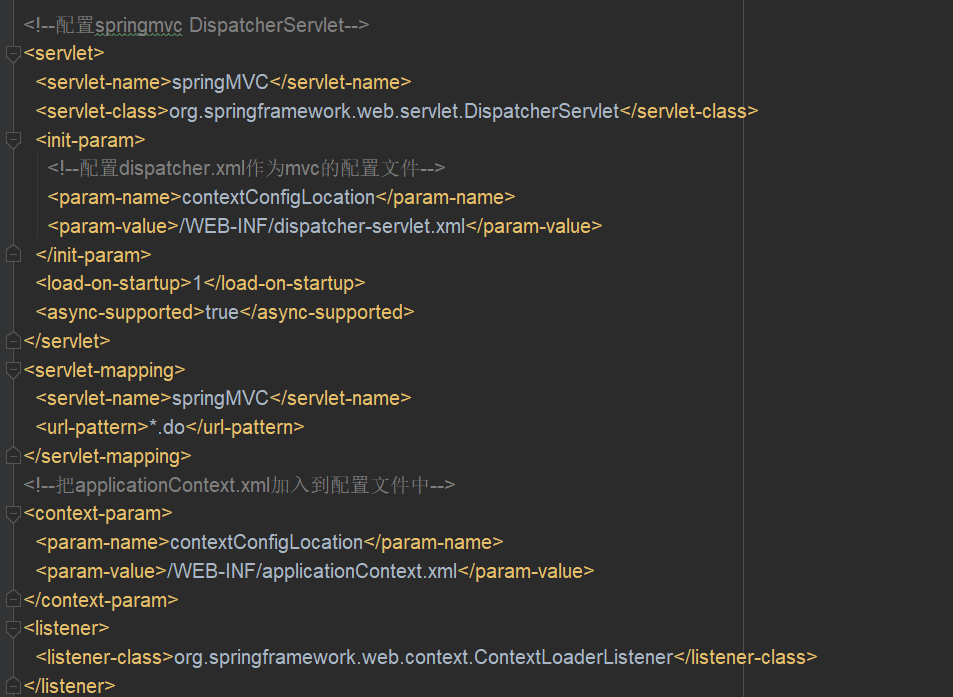 <!--配置springmvc DispatcherServlet-->
<servlet>
<servlet-name>springMVC</servlet-name>
<servlet-class>org.springframework.web.servlet.DispatcherServlet</servlet-class>
<init-param>
<!--配置dispatcher.xml作为mvc的配置文件-->
<param-name>contextConfigLocation</param-name>
<param-value>/WEB-INF/dispatcher-servlet.xml</param-value>
</init-param>
<load-on-startup>1</load-on-startup>
<async-supported>true</async-supported>
</servlet>
<servlet-mapping>
<servlet-name>springMVC</servlet-name>
<url-pattern>*.do</url-pattern>
</servlet-mapping>
<!--把applicationContext.xml加入到配置文件中-->
<context-param>
<param-name>contextConfigLocation</param-name>
<param-value>/WEB-INF/applicationContext.xml</param-value>
</context-param>
<listener>
<listener-class>org.springframework.web.context.ContextLoaderListener</listener-class>
</listener>